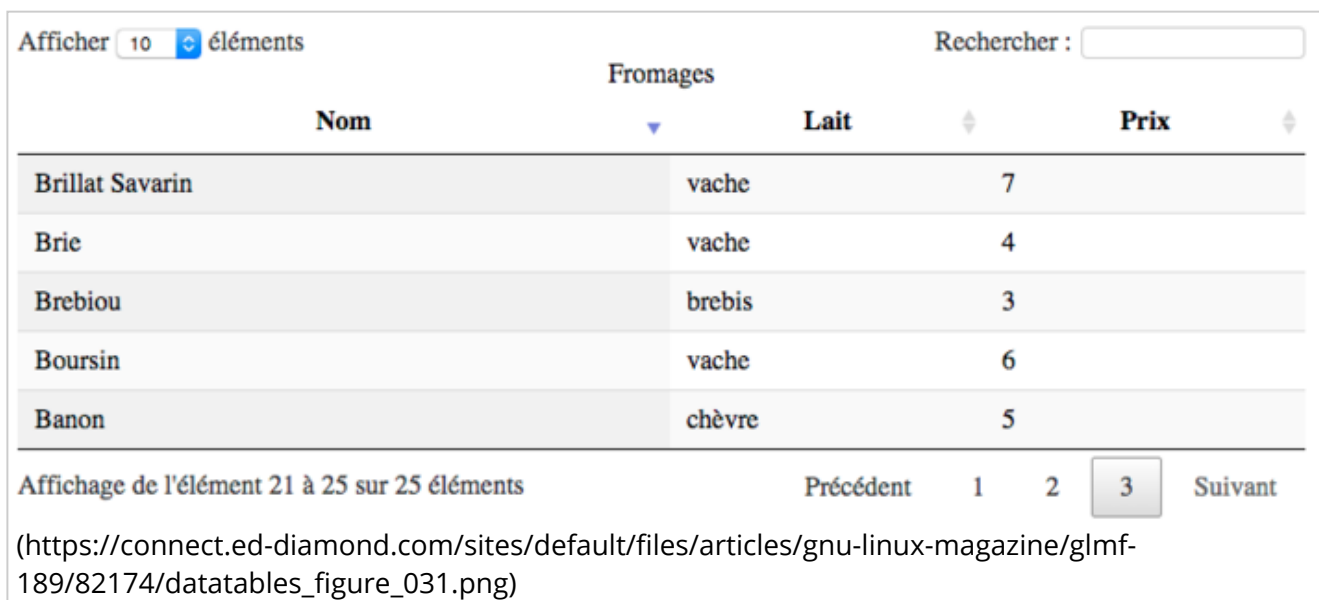 Afficher 10 éléments Rechercher :
Fromages
Nom Lait Prix
Brillat Savarin vache 7
Brie vache 4
Brebiou brebis 3
Boursin vache 6
Banon chèvre 5
Affichage de l'élément 21 à 25 sur 25 éléments Précédent 1 2 3 Suivant
(https://connect.ed-diamond.com/sites/default/files/articles/gnu-linux-magazine/glmf-
189/82174/datatables_figure_031.png)